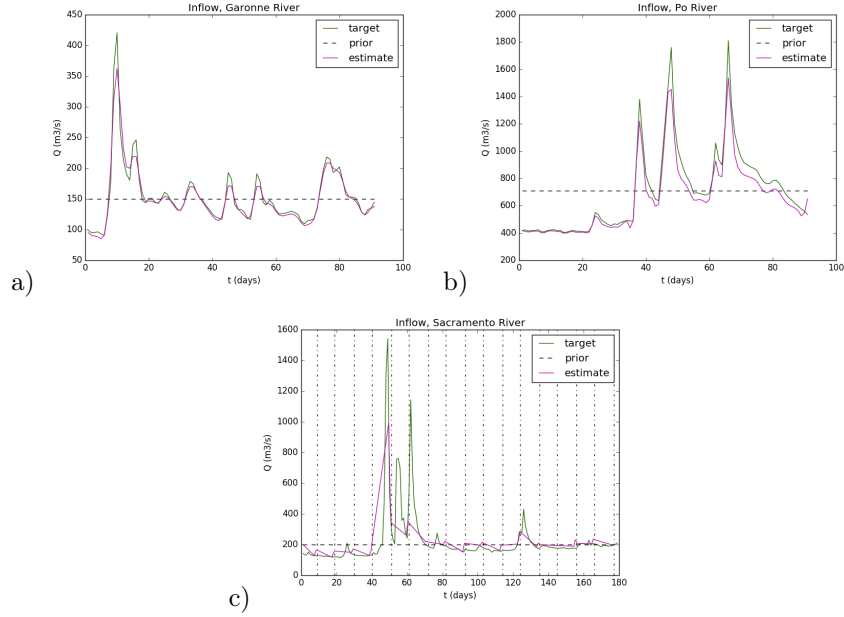 Inflow, Garonne River
450
400
350
300
250
200
150
100
50
Q (m3/s)
target
prior
estimate
0 20 40 60 80 100
t (days)
a)
Inflow, Po River
2000
1800
1600
1400
1200
1000
800
600
400
200
Q (m3/s)
target
prior
estimate
0 20 40 60 80 100
t (days)
b)
Inflow, Sacramento River
1600
1400
1200
1000
800
600
400
200
0
Q (m3/s)
target
prior
estimate
0 20 40 60 80 100 120 140 160 180
t (days)
c)